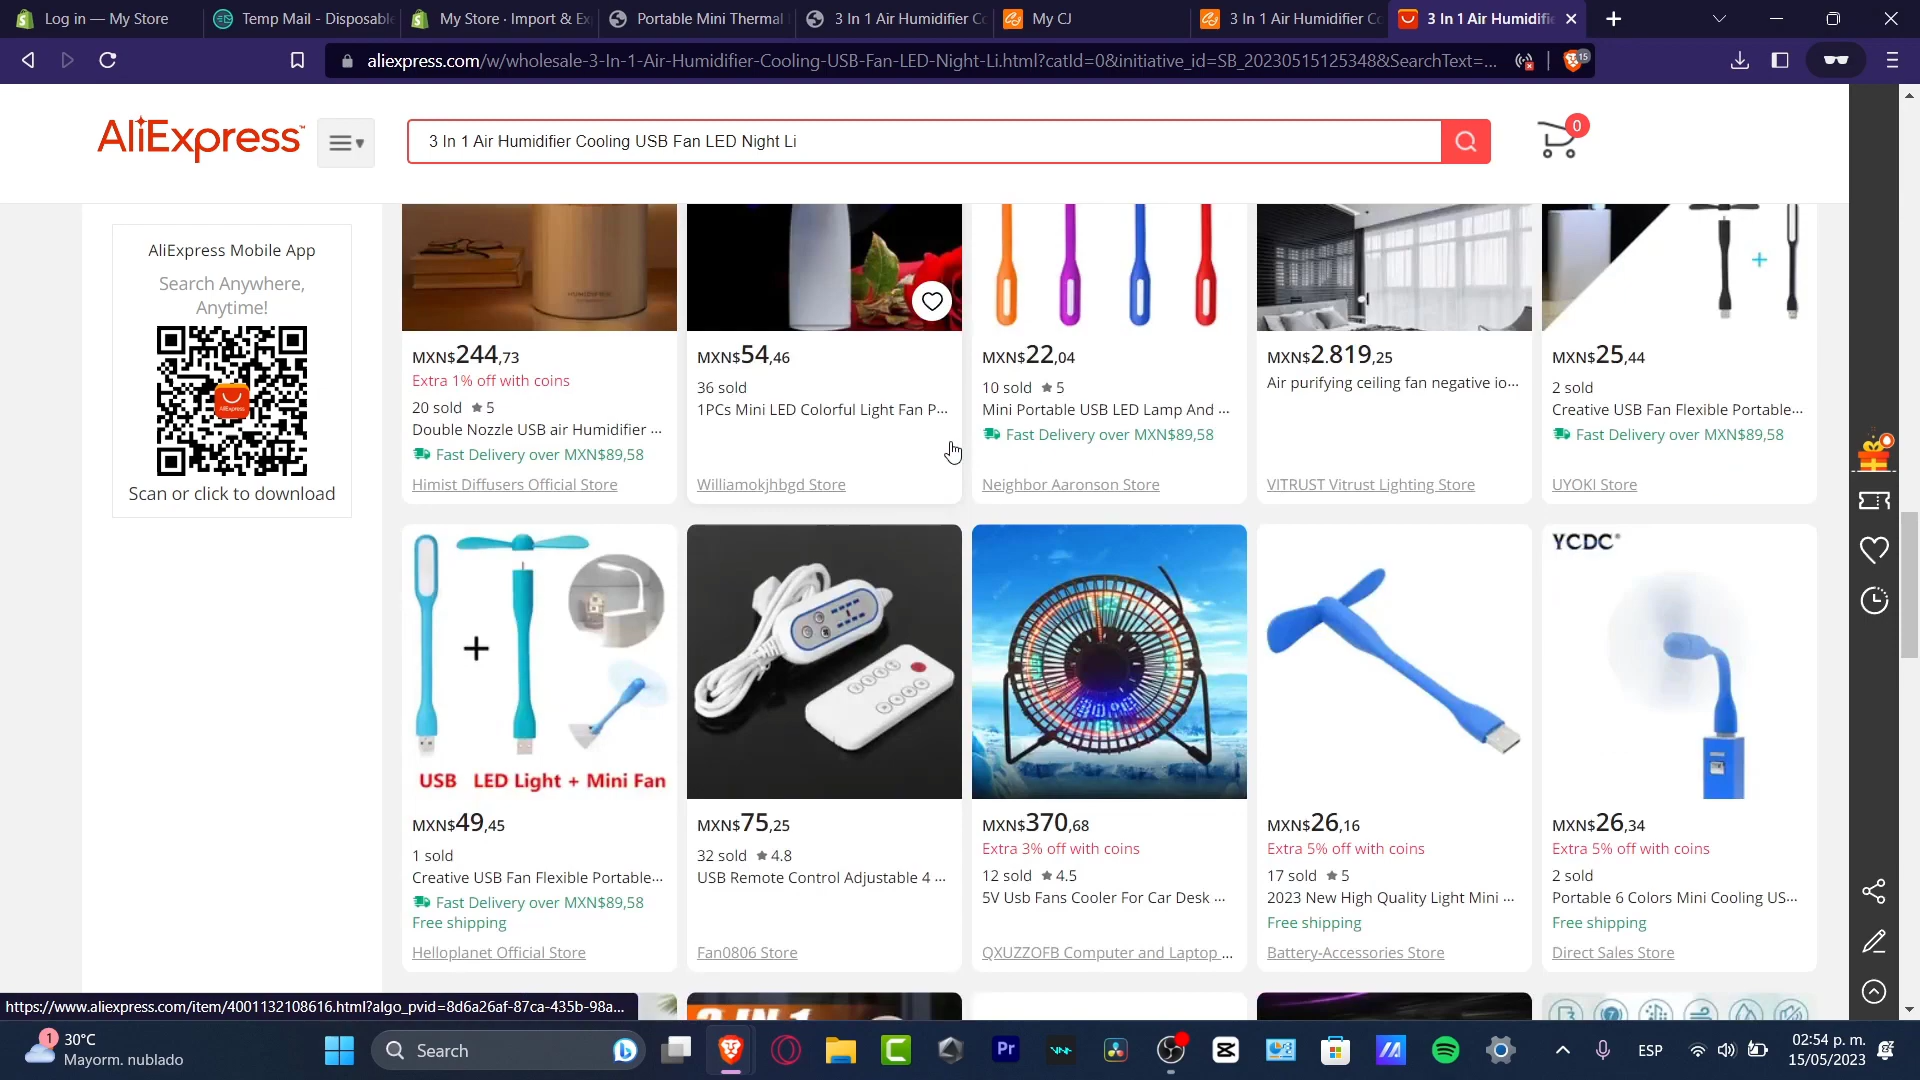 Log in — My Store
Temp Mail - Disposable
My Store · Import & Ex
Portable Mini Thermal
3 In 1 Air Humidifier Co
My CJ
3 In 1 Air Humidifier Co
3 In 1 Air Humidifie
aliexpress.com/w/wholesale-3-In-1-Air-Humidifier-Cooling-USB-Fan-LED-Night-Li.html?catId=0&initiative_id=SB_20230515125348&SearchText=...
15
AliExpress
3 In 1 Air Humidifier Cooling USB Fan LED Night Li
0
AliExpress Mobile App
Search Anywhere,
Anytime!
AliExpress
Scan or click to download
HUMIDIFIER
MXN$244,73
Extra 1% off with coins
20 sold ★ 5
Double Nozzle USB air Humidifier ...
Fast Delivery over MXN$89,58
Himist Diffusers Official Store
MXN$54,46
36 sold
1PCs Mini LED Colorful Light Fan P...
Williamokjhbgd Store
MXN$22,04
10 sold ★ 5
Mini Portable USB LED Lamp And ...
Fast Delivery over MXN$89,58
Neighbor Aaronson Store
MXN$2.819,25
Air purifying ceiling fan negative io...
VITRUST Vitrust Lighting Store
+
MXN$25,44
2 sold
Creative USB Fan Flexible Portable...
Fast Delivery over MXN$89,58
UYOKI Store
+
USB LED Light + Mini Fan
MXN$49,45
1 sold
Creative USB Fan Flexible Portable...
Fast Delivery over MXN$89,58
Free shipping
Helloplanet Official Store
MXN$75,25
32 sold ★ 4.8
USB Remote Control Adjustable 4 ...
Fan0806 Store
MXN$370,68
Extra 3% off with coins
12 sold ★ 4.5
5V Usb Fans Cooler For Car Desk ...
QXUZZOFB Computer and Laptop ...
MXN$26,16
Extra 5% off with coins
17 sold ★ 5
2023 New High Quality Light Mini ...
Free shipping
Battery-Accessories Store
YCDC®
MXN$26,34
Extra 5% off with coins
2 sold
Portable 6 Colors Mini Cooling US...
Free shipping
Direct Sales Store
https://www.aliexpress.com/item/4001132108616.html?algo_pvid=8d6a26af-87ca-435b-98a...
1
30°C
Mayorm. nublado
Search
Pr
ESP
02:54 p. m.
15/05/2023